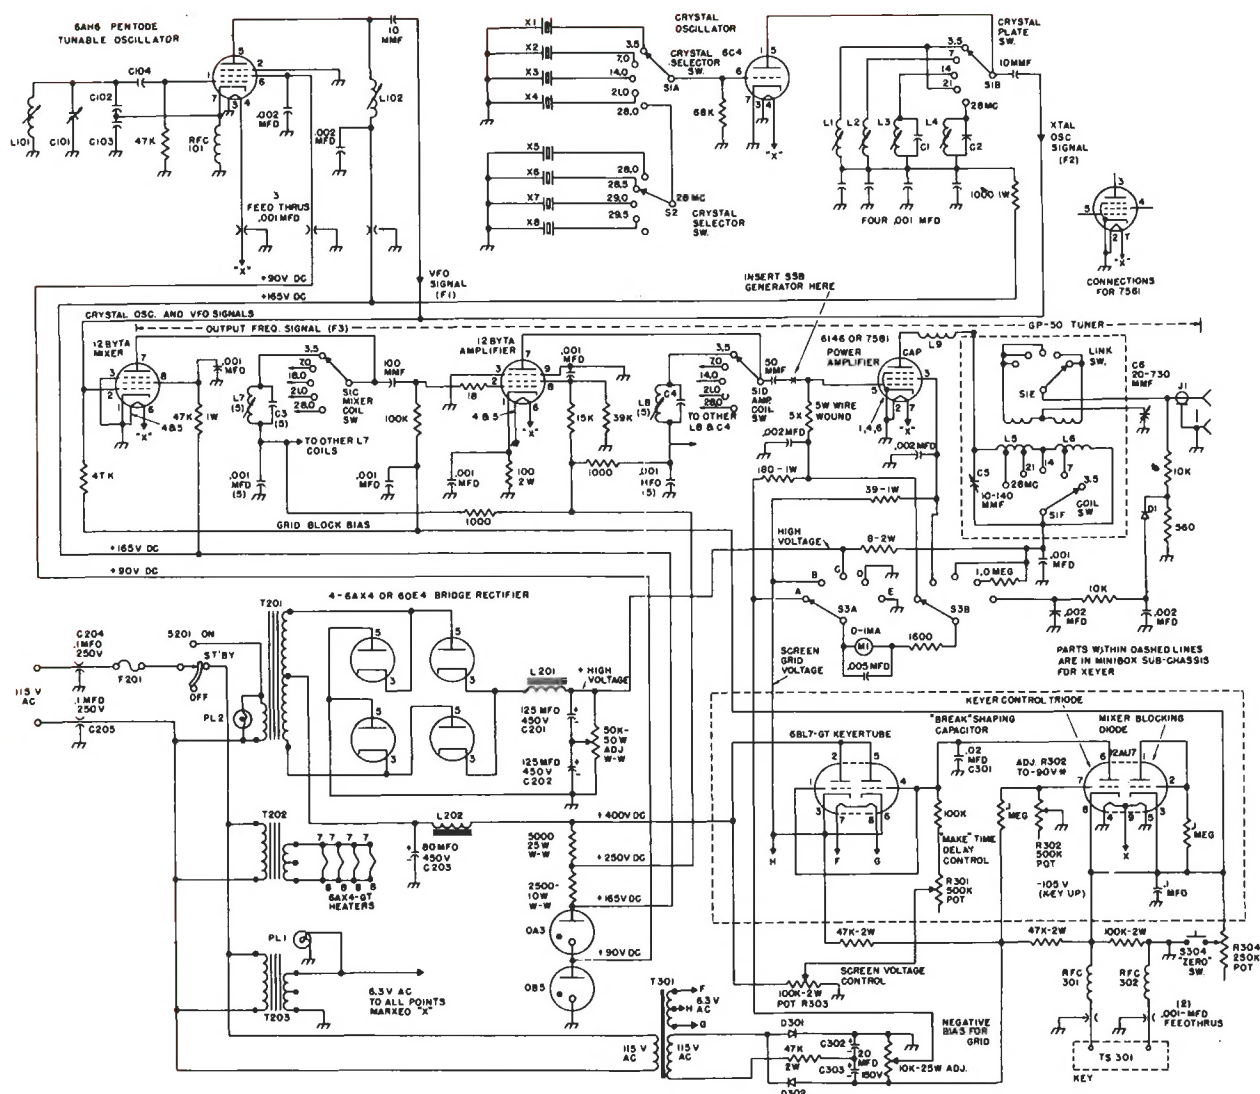 6AH6 PENTODE
TUNABLE OSCILLATOR
10
MMF
C104
C102
C103
L101
C101
47K
RFC
101
.002
MFD
.002
MFD
L102
3
FEED THRUS
.001MFD
"X"
+90V DC
+165V DC
VFO
SIGNAL
(F1)
X1
X2
X3
X4
X5
X6
X7
X8
3.5
7.0
14.0
21.0
28.0
CRYSTAL
OSCILLATOR
CRYSTAL 6C4
SELECTOR
SW.
S1A
68K
"X"
28.0
28.5
29.0
29.5
28MC
S2
CRYSTAL
SELECTOR
SW.
CRYSTAL
PLATE
SW.
3.5
7
14
21
28MC
10MMF
S1B
L1
L2
L3
L4
C1
C2
FOUR .001 MFD
1000 1W
XTAL
OSC
SIGNAL
(F2)
CONNECTIONS
FOR 7561
"X"
INSERT SSB
GENERATOR HERE
CRYSTAL OSC. AND VFO SIGNALS
OUTPUT FREQ. SIGNAL (F3)
GP-50 TUNER
12BY7A
MIXER
4&5
"X"
47K
47K
1W
.001
MFD
L7
(5)
C3
(5)
3.5
7.0
18.0
21.0
28.0
S1C
MIXER
COIL
SW
TO OTHER L7
COILS
.001
MFD
(5)
100
MMF
100K
.001
MFD
12BYTA
AMPLIFIER
18
4&5
"X"
.001
MFD
100
2W
.001
MFD
15K
39K
1000
1000
L8
(5)
C4
.101
HFO
(5)
3.5
7.0
14.0
21.0
28.0
TO OTHER
L8 & C4
50
MMF
S1D
AMP.
COIL
SW
6146 OR 7581
POWER
AMPLIFIER
CAP
L9
5X
5W WIRE
WOUND
.002MFD
1,4,6
"X"
.002MFD
180-1W
39-1W
LINK
SW.
S1E
L5
L6
C5
10-140
MMF
28MC
21
14
7
3.5
COIL
SW
S1F
C6
20-730
MMF
J1
10K
D1
560
GRID BLOCK BIAS
+165V DC
+90V DC
HIGH
VOLTAGE
8-2W
.001
MFD
1.0MEG
A
B
C
D
E
S3A
S3B
0-1MA
M1
.005MFD
1600
10K
.002
MFD
.002
MFD
SCREEN
GRID
VOLTAGE
PARTS WITHIN DASHED LINES
ARE IN MINIBOX SUB-CHASSIS
FOR KEYER
4-6AX4 OR 6DE4 BRIDGE RECTIFIER
T201
C204
.1MFD
250V
115 V
AC
.1MFD
250V
C205
F201
S201 ON
ST'BY
OFF
PL2
L201
+ HIGH
VOLTAGE
125 MFD
450V
C201
125MFD
450V
C202
50K-
50W
ADJ
W-W
T202
6AX4-GT
HEATERS
L202
80MFD
450V
C203
5000
25W
W-W
2500-
10W
W-W
+400V DC
+250V DC
+165V DC
OA3
+90V DC
OB5
PL1
T203
6.3V AC
TO ALL POINTS
MARKED "X"
115 V
AC
T301
F
H
G
6.3V
AC
115 V
AC
D301
47K
2W
D302
C302
C303
20
MFD
150V
10K-25W ADJ.
NEGATIVE
BIAS FOR
GRID
KEYER CONTROL TRIODE
"BREAK" SHAPING
CAPACITOR
MIXER BLOCKING
DIODE
6BL7-GT KEYERTUBE
.02
MFD
C301
ADJ. R302
TO-90V
12AU7
H
F
G
100K
"MAKE" TIME
DELAY
CONTROL
R301
500K
POT
1
MEG
R302
500K
POT
-105 V
(KEY UP)
X
.1
MFD
1
MEG
47K-2W
47K-2W
100K-2W
SCREEN VOLTAGE
CONTROL
100K-2W
POT R303
RFC
301
RFC
302
S304
"ZERO"
SW.
R304
250K
POT
(2)
.001-MFD
FEEDTHRUS
TS 301
KEY